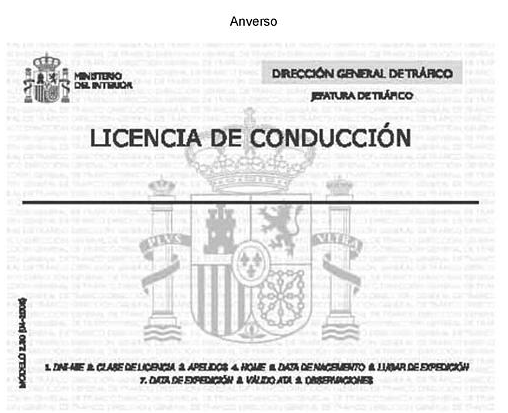 Anverso
MINISTERIO
DEL INTERIOR
DIRECCIÓN GENERAL DE TRÁFICO
JEFATURA DE TRÁFICO
LICENCIA DE CONDUCCIÓN
PLVS
VLTRA
1. DNI-NIE 2. CLASE DE LICENCIA 3. APELIDOS 4. NOME 5. DATA DE NACEMENTO 6. LUGAR DE EXPEDICIÓN
7. DATA DE EXPEDICIÓN 8. VÁLIDO ATA 9. OBSERVACIONES